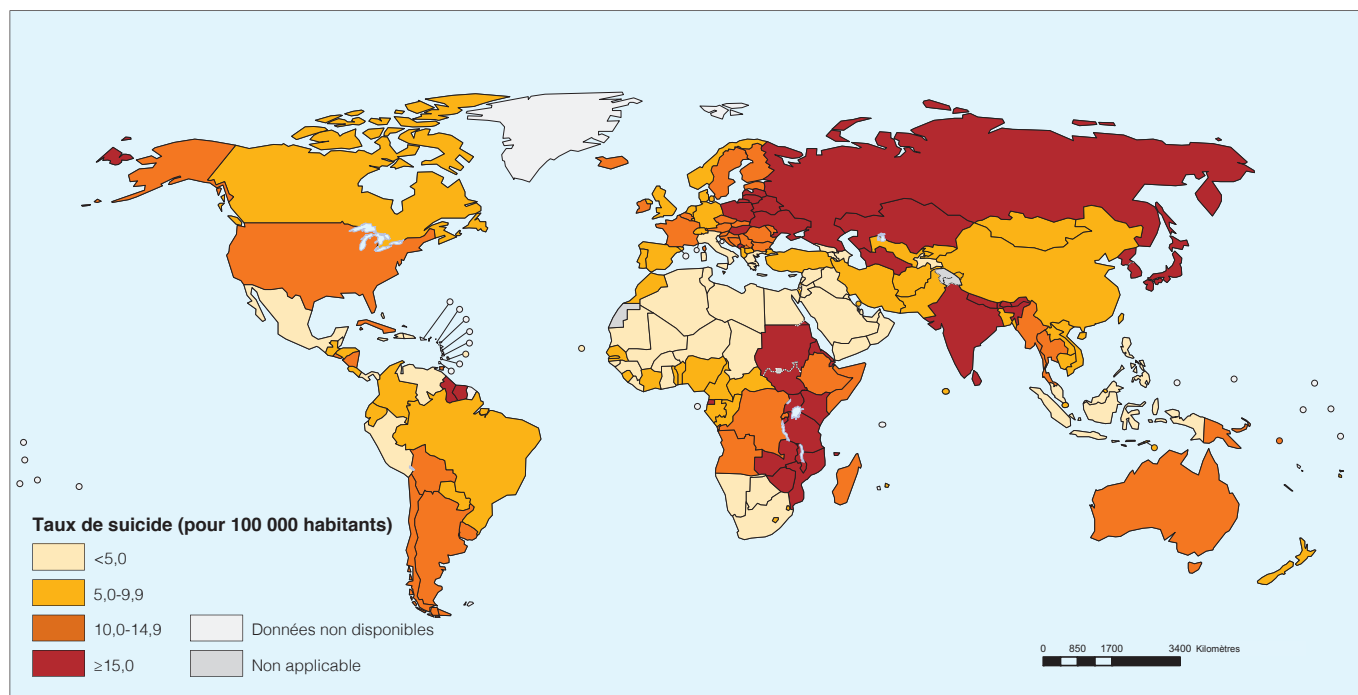 Taux de suicide (pour 100 000 habitants)
<5,0
5,0-9,9
10,0-14,9
≥15,0
Données non disponibles
Non applicable
0 850 1700 3400 Kilomètres